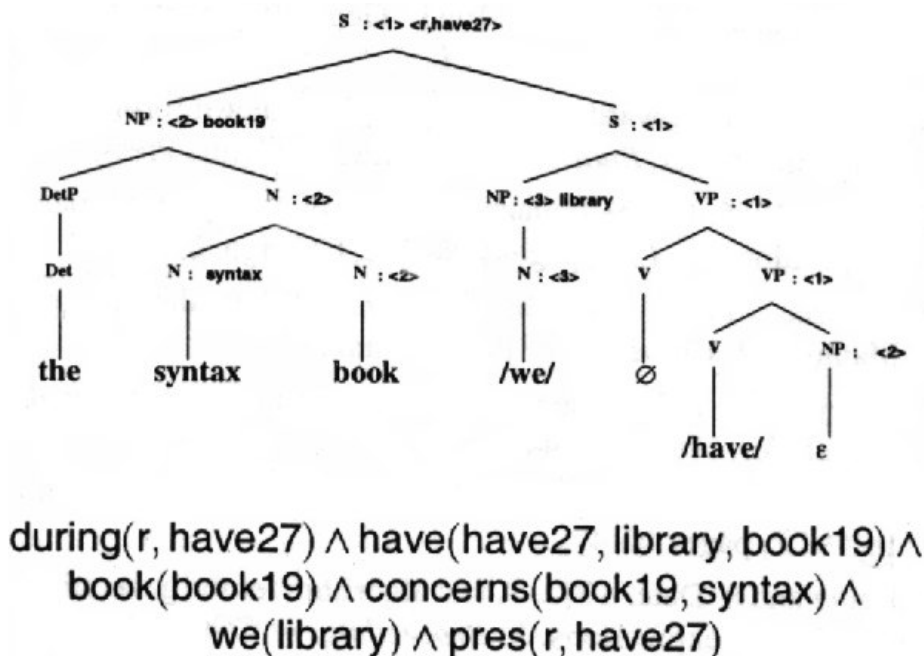 S : <1> <r,have27>
NP : <2> book19 S : <1>
DetP N : <2> NP : <3> library VP : <1>
Det N : syntax N : <2> N : <3> V VP : <1>
the syntax book /we/ ∅ V NP : <2>
/have/ ε
during(r, have27) ∧ have(have27, library, book19) ∧
book(book19) ∧ concerns(book19, syntax) ∧
we(library) ∧ pres(r, have27)